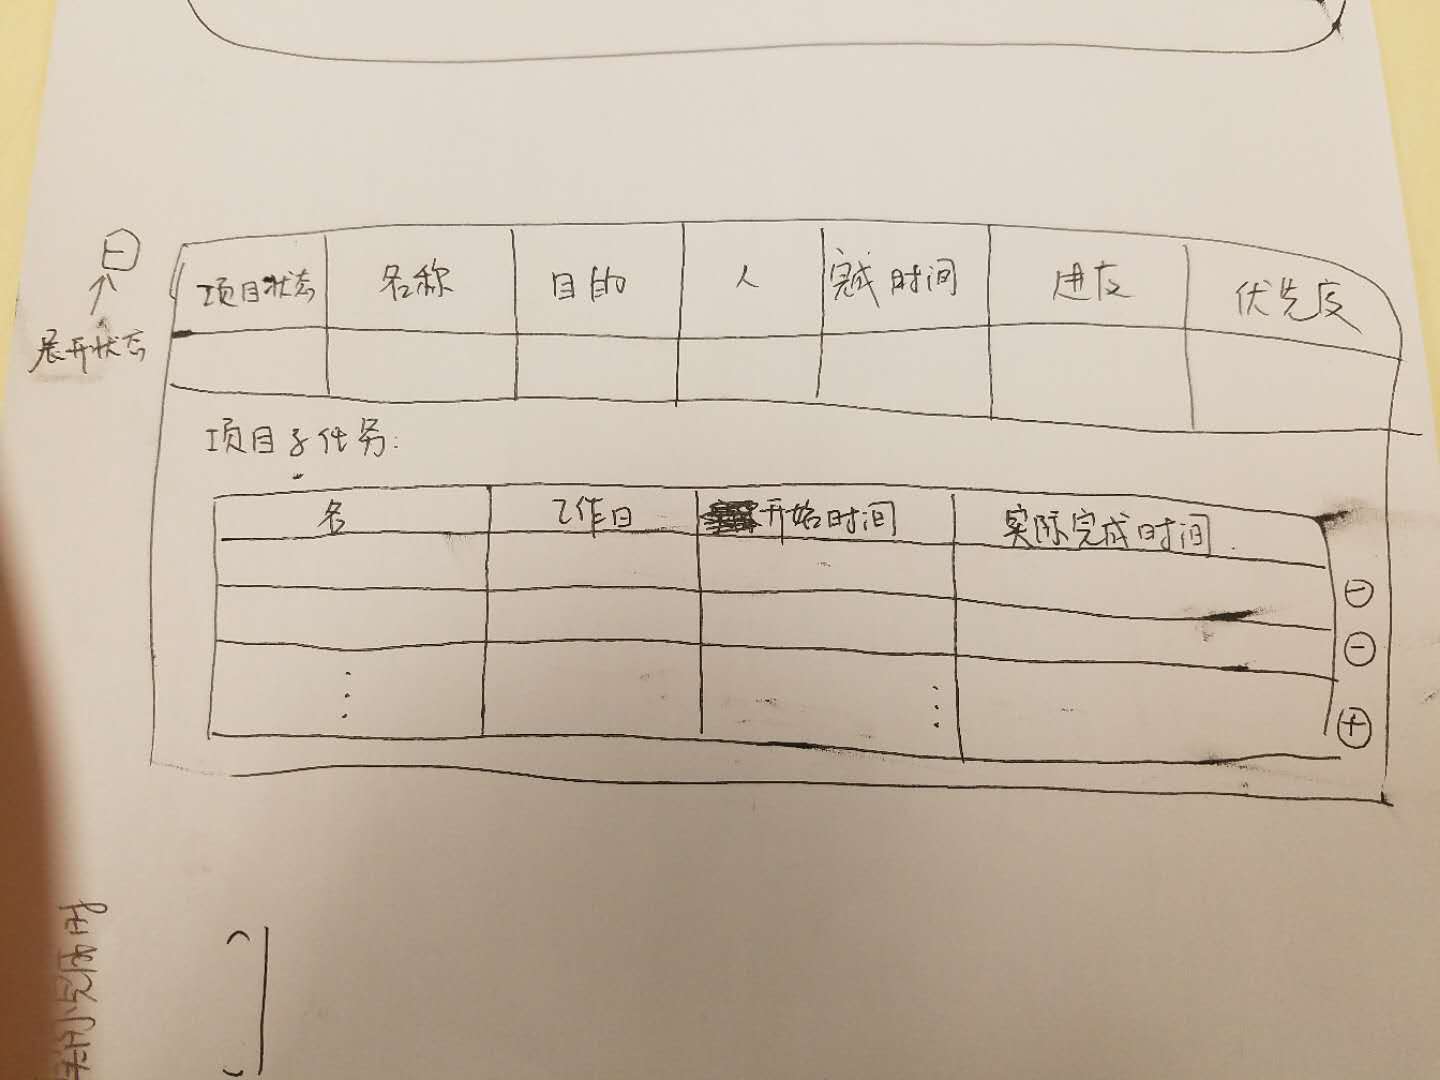 项目状态 名称 目的 人 完成时间 进度 优先度
展开状态
项目子任务:
名 工作日 开始时间 实际完成时间